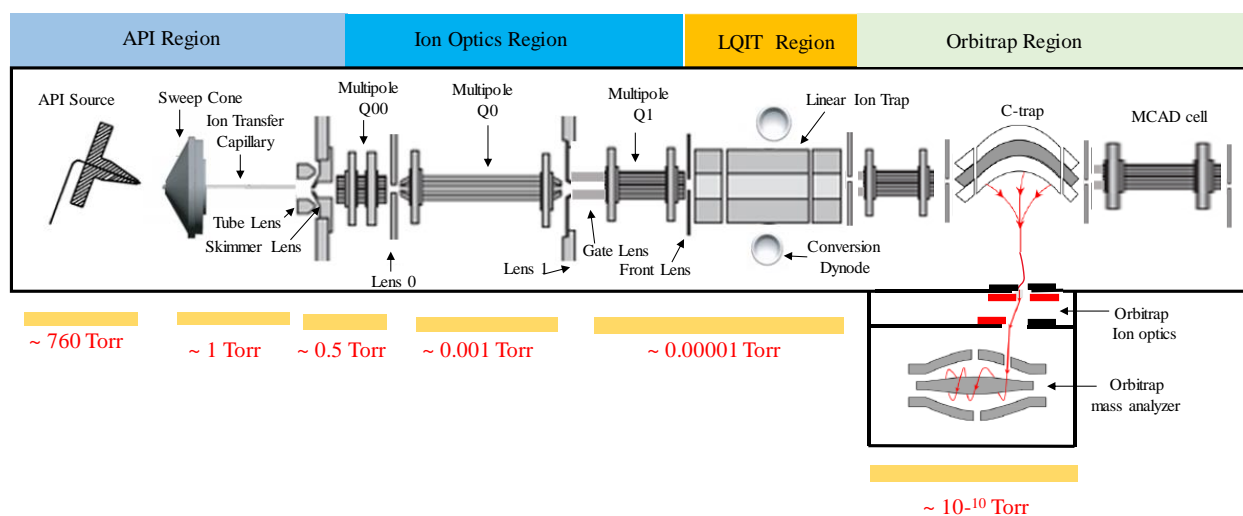 API Region
Ion Optics Region
LQIT Region
Orbitrap Region
API Source
Sweep Cone
Ion Transfer
Capillary
Multipole
Q00
Multipole
Q0
Multipole
Q1
Linear Ion Trap
C-trap
MCAD cell
Tube Lens
Skimmer Lens
Lens 0
Lens 1
Gate Lens
Front Lens
Conversion
Dynode
Orbitrap
Ion optics
Orbitrap
mass analyzer
~ 760 Torr
~ 1 Torr
~ 0.5 Torr
~ 0.001 Torr
~ 0.00001 Torr
~ 10-¹⁰ Torr